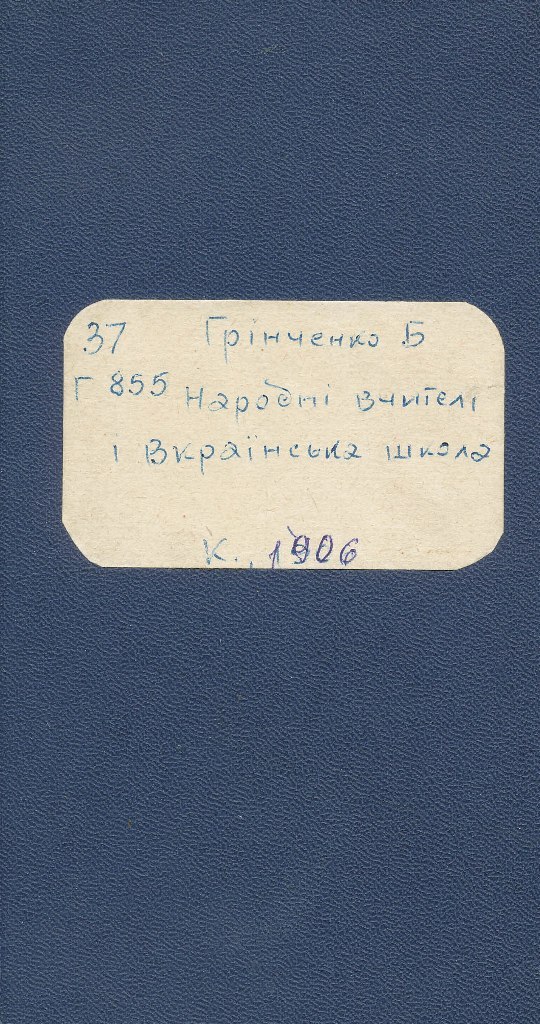 37 Грінченко Б
Г 855 Народні вчителі
і Вкраїнська школа
К., 1906